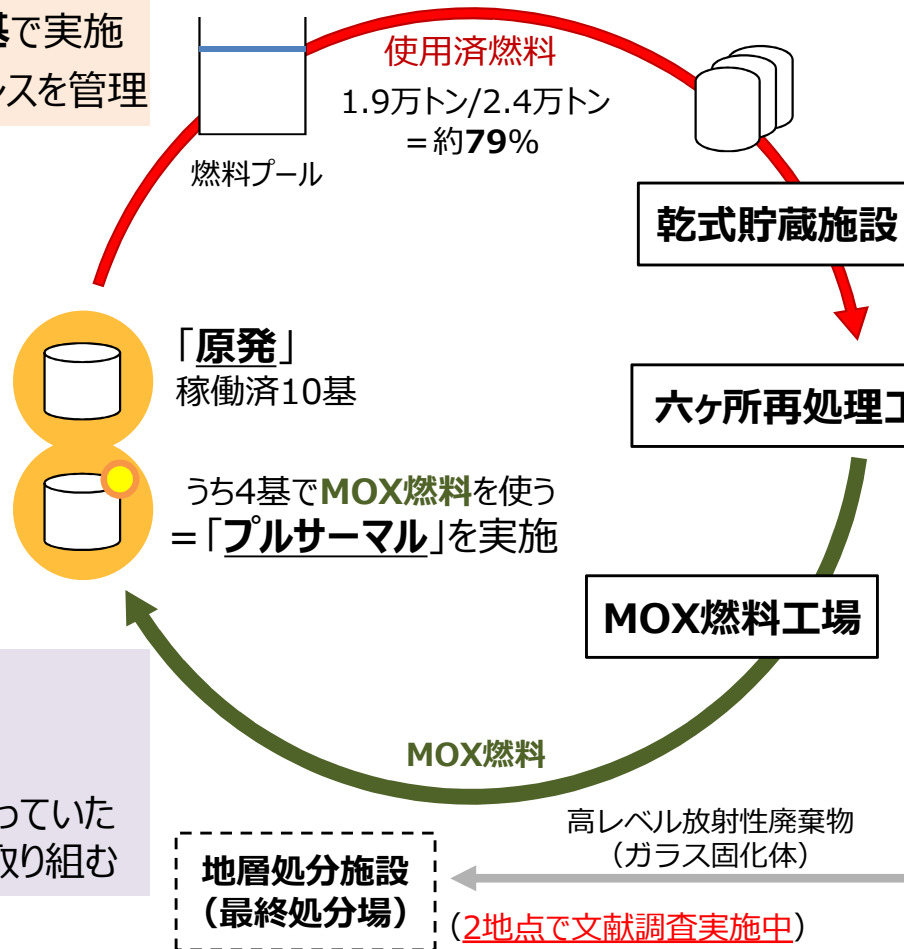 基で実施
ンスを管理
使用済燃料
1.9万トン/2.4万トン
＝約79%
燃料プール
乾式貯蔵施設
「原発」
稼働済10基
六ヶ所再処理工
うち4基でMOX燃料を使う
=「プルサーマル」を実施
MOX燃料工場
MOX燃料
っていた
取り組む
高レベル放射性廃棄物
（ガラス固化体）
地層処分施設
（最終処分場）
（2地点で文献調査実施中）